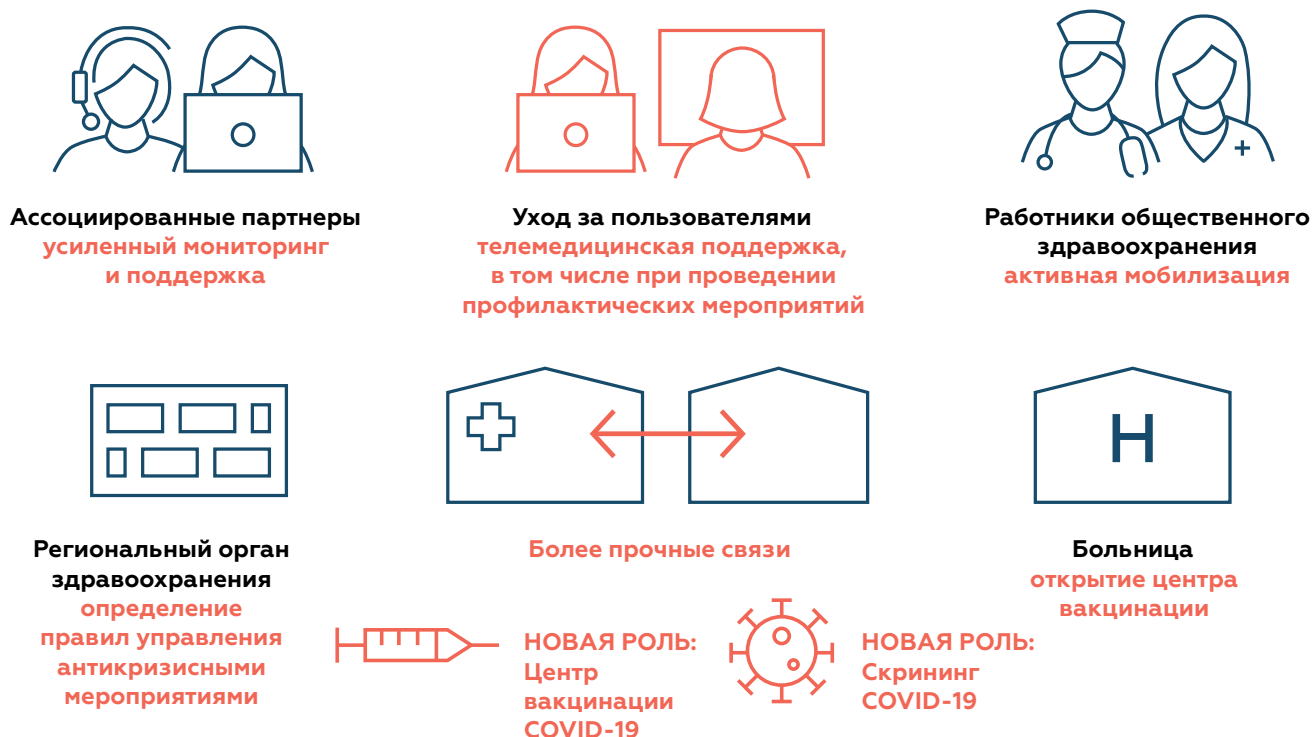 Ассоциированные партнеры
усиленный мониторинг
и поддержка
Уход за пользователями
телемедицинская поддержка,
в том числе при проведении
профилактических мероприятий
Работники общественного
здравоохранения
активная мобилизация
H
Региональный орган
здравоохранения
определение
правил управления
антикризисными
мероприятиями
Более прочные связи
Больница
открытие центра
вакцинации
НОВАЯ РОЛЬ:
Центр
вакцинации
COVID-19
НОВАЯ РОЛЬ:
Скрининг
COVID-19